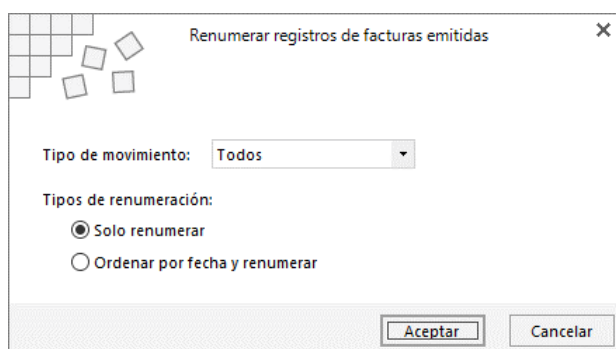 Renumerar registros de facturas emitidas
Tipo de movimiento: Todos
Tipos de renumeración:
Solo renumerar
Ordenar por fecha y renumerar
Aceptar Cancelar